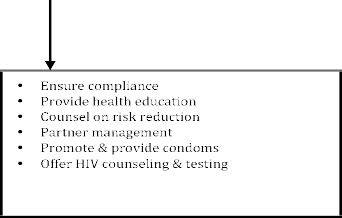 • Ensure compliance
• Provide health education
• Counsel on risk reduction
• Partner management
• Promote & provide condoms
• Offer HIV counseling & testing